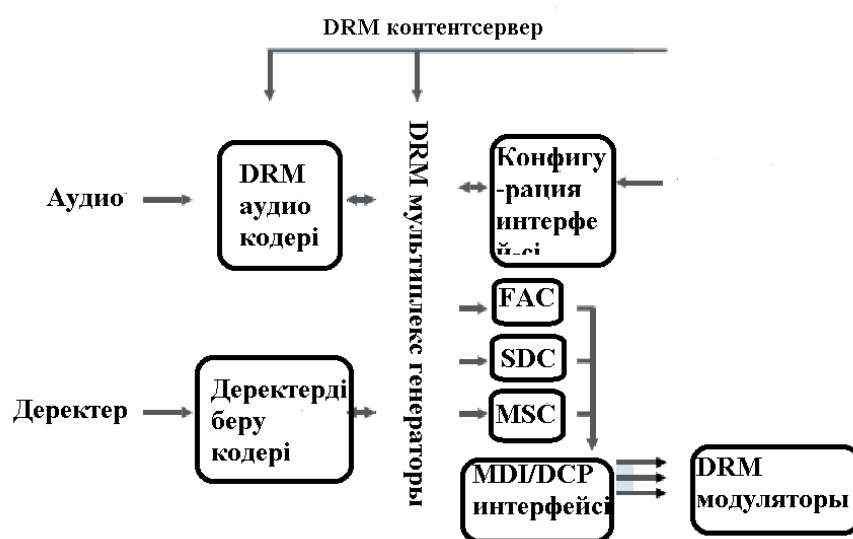 DRM контентсервер
Аудио
DRM
аудио
кодері
DRM мультиплекс генераторы
Конфигу
-рация
интерфе
й-сі
FAC
SDC
MSC
Деректер
Деректерді
беру
кодері
MDI/DCP
интерфейсі
DRM
модуляторы